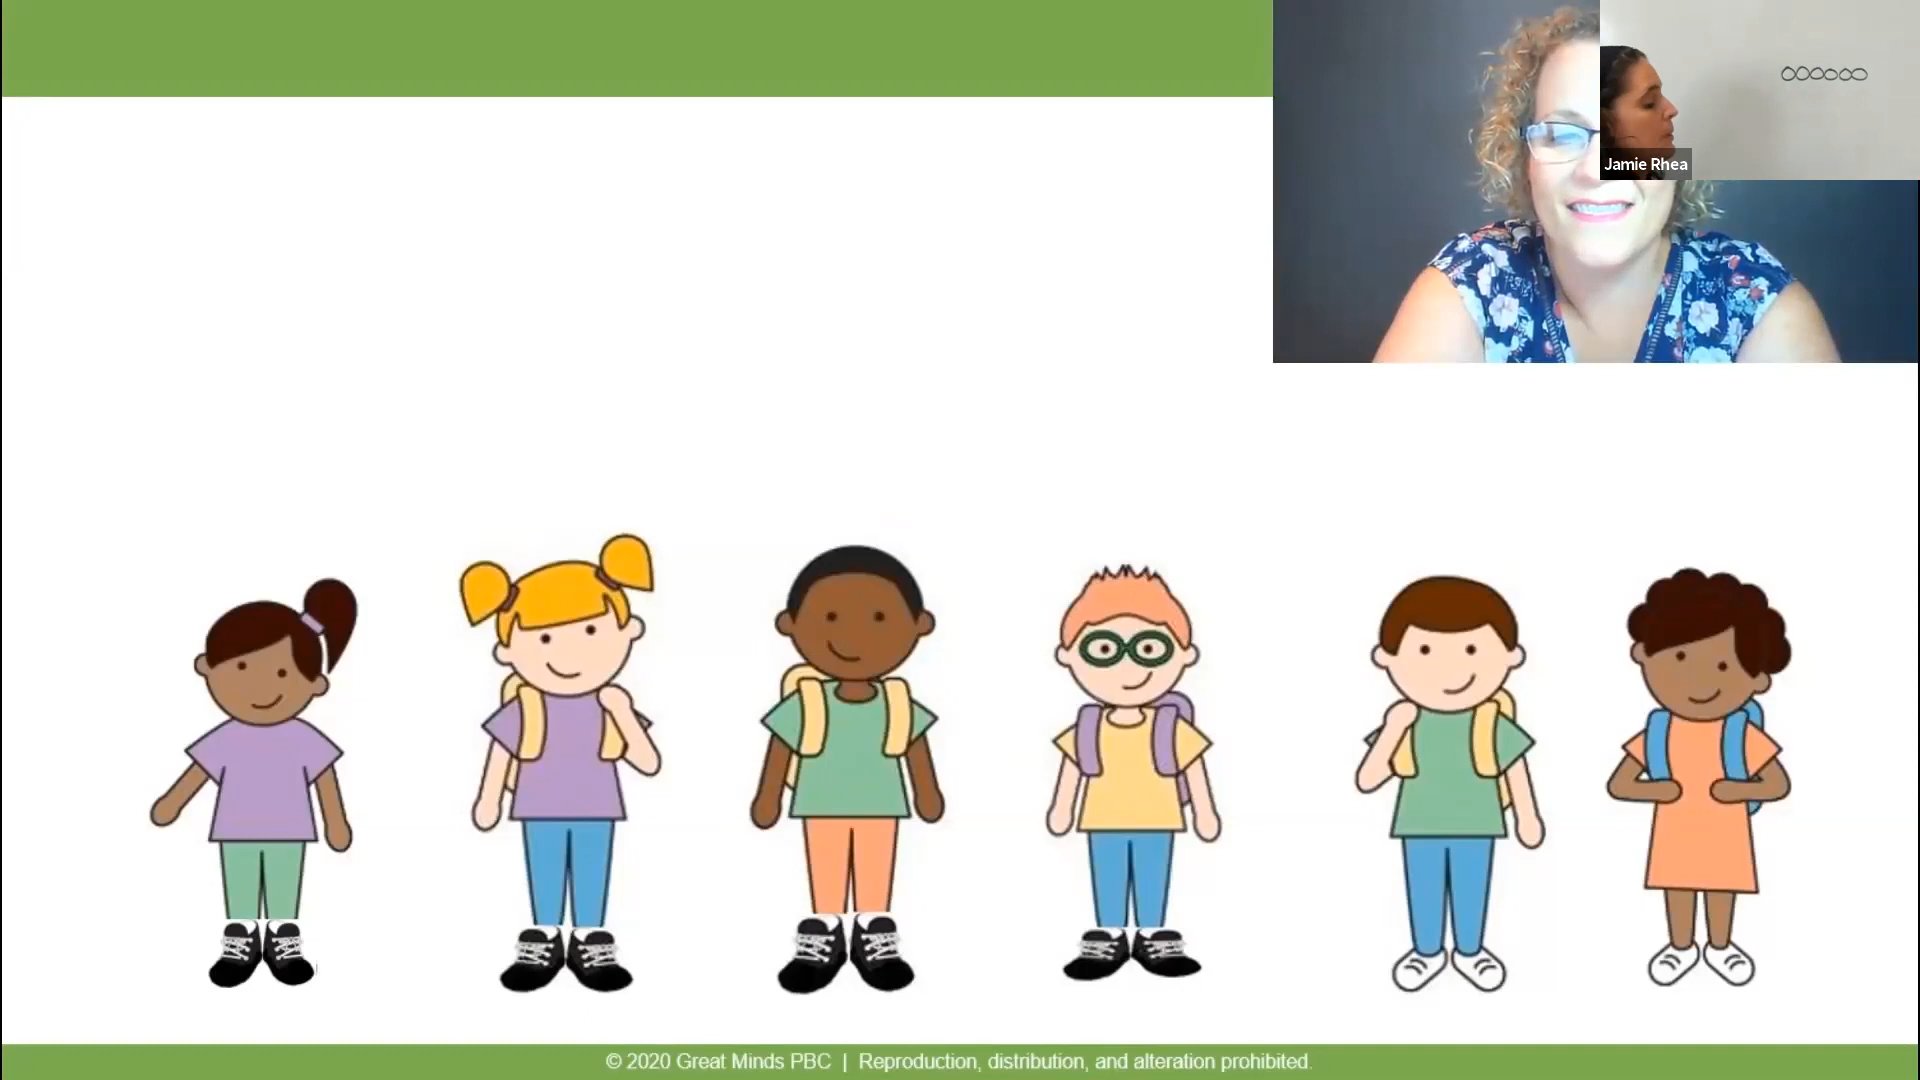 Jamie Rhea
© 2020 Great Minds PBC | Reproduction, distribution, and alteration prohibited.